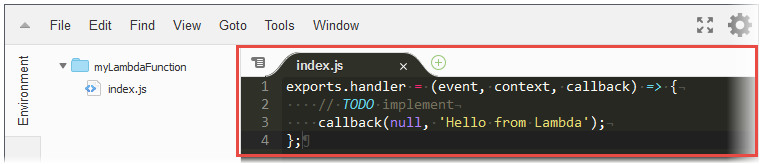 File Edit Find View Goto Tools Window
Environment
myLambdaFunction
index.js
index.js
1 exports.handler = (event, context, callback) => {
2 // TODO implement
3 callback(null, 'Hello from Lambda');
4 };